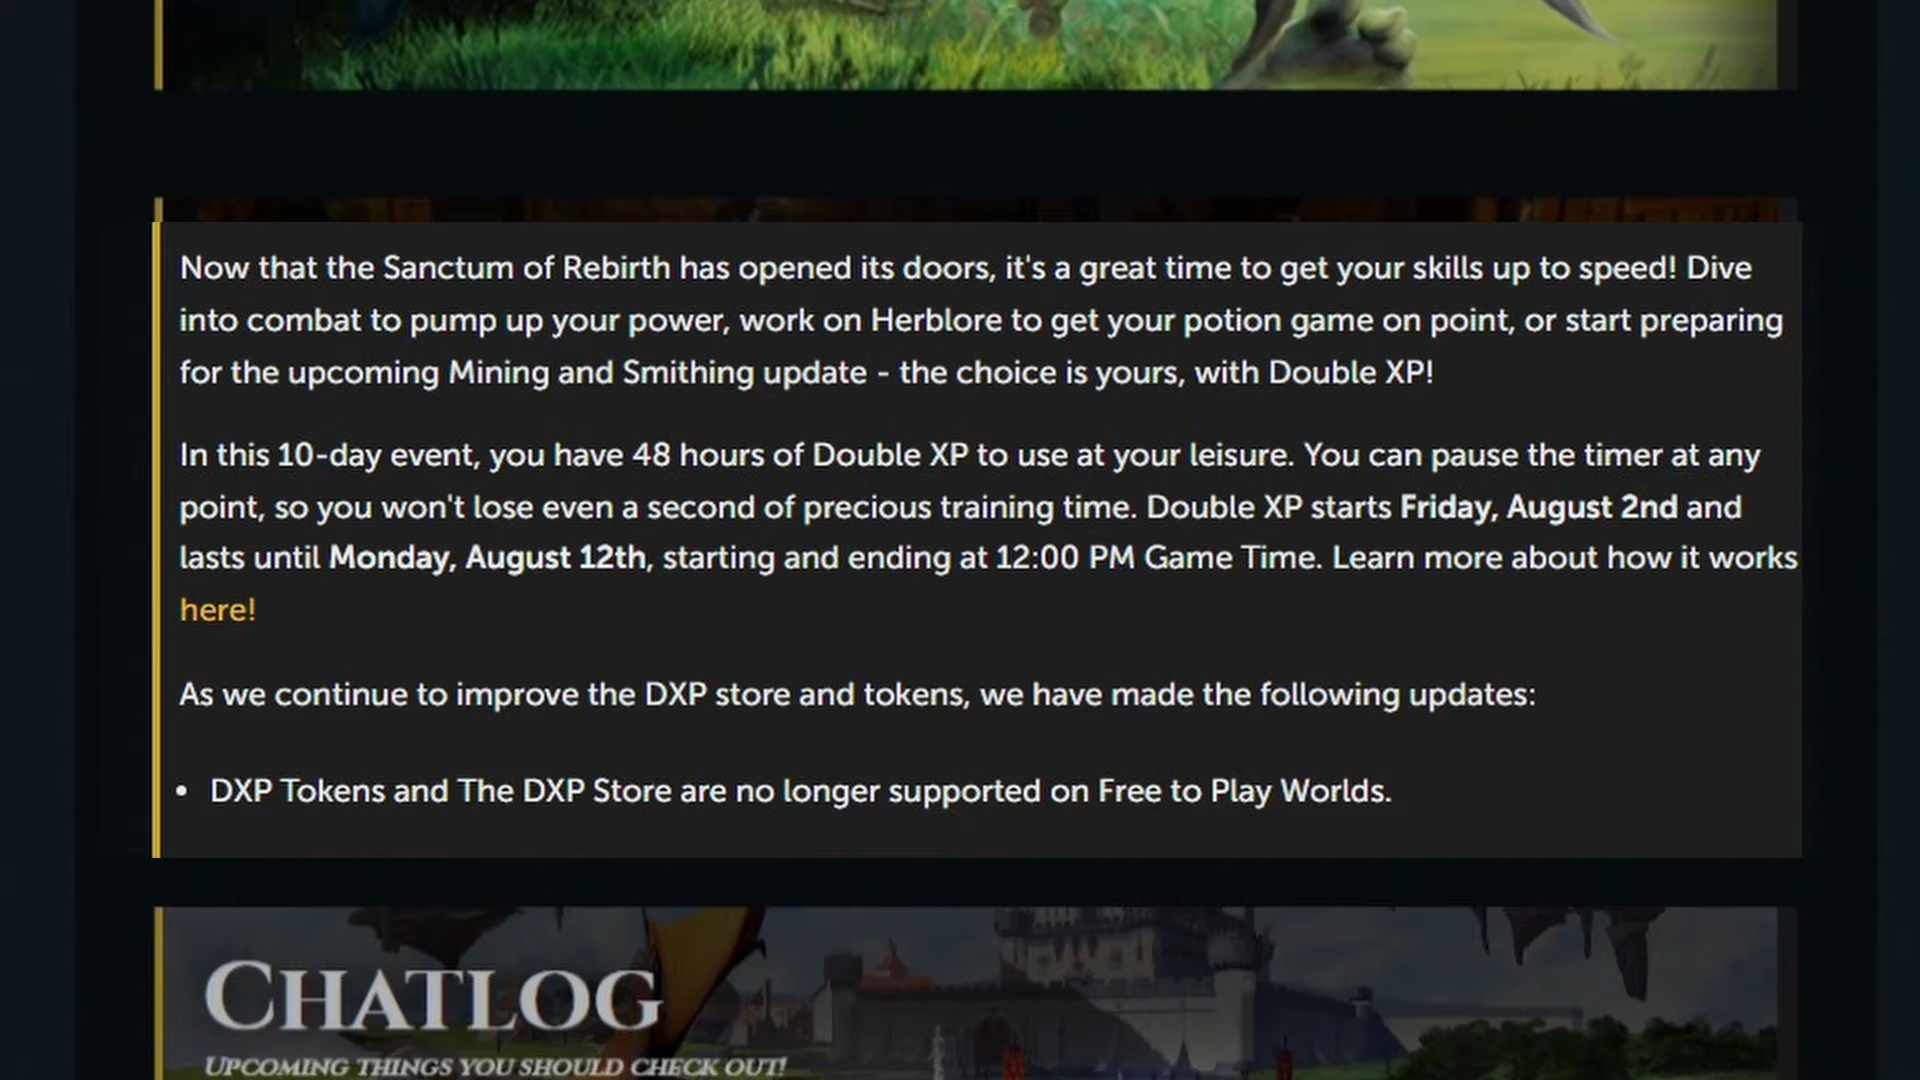 Now that the Sanctum of Rebirth has opened its doors, it's a great time to get your skills up to speed! Dive
into combat to pump up your power, work on Herblore to get your potion game on point, or start preparing
for the upcoming Mining and Smithing update - the choice is yours, with Double XP!
In this 10-day event, you have 48 hours of Double XP to use at your leisure. You can pause the timer at any
point, so you won't lose even a second of precious training time. Double XP starts Friday, August 2nd and
lasts until Monday, August 12th, starting and ending at 12:00 PM Game Time. Learn more about how it works
here!
As we continue to improve the DXP store and tokens, we have made the following updates:
• DXP Tokens and The DXP Store are no longer supported on Free to Play Worlds.
CHATLOG
UPCOMING THINGS YOU SHOULD CHECK OUT!